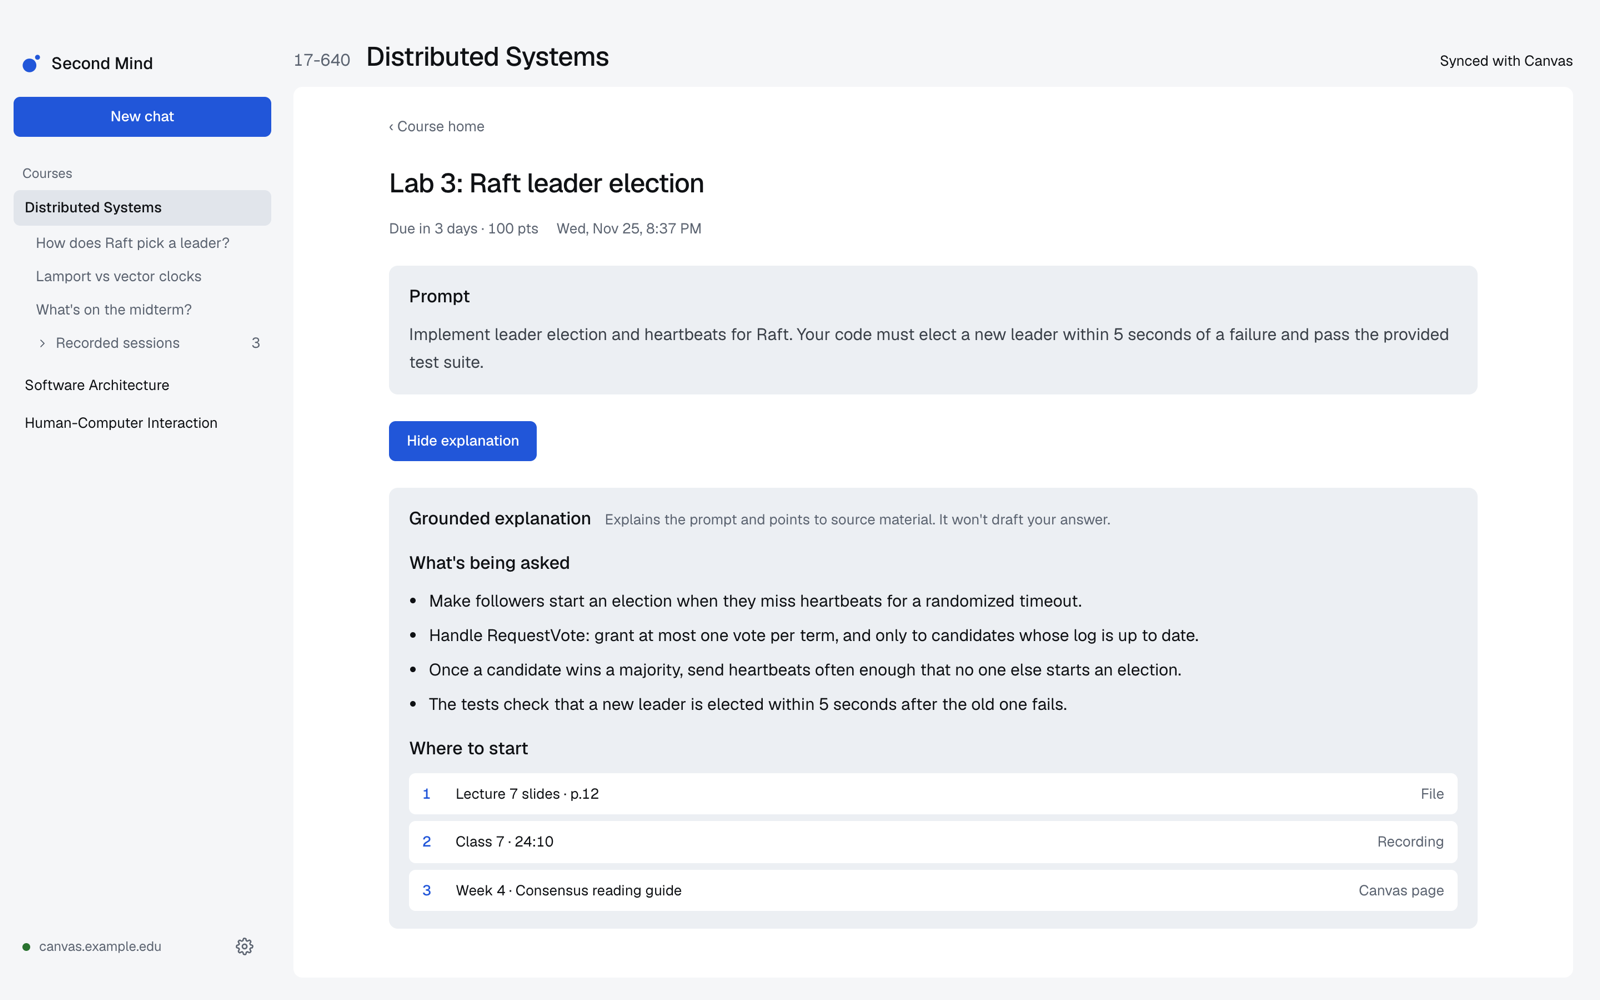 Second Mind
New chat
Courses
Distributed Systems
How does Raft pick a leader?
Lamport vs vector clocks
What's on the midterm?
Recorded sessions 3
Software Architecture
Human-Computer Interaction
canvas.example.edu
17-640 Distributed Systems
Synced with Canvas
‹ Course home
Lab 3: Raft leader election
Due in 3 days · 100 pts Wed, Nov 25, 8:37 PM
Prompt
Implement leader election and heartbeats for Raft. Your code must elect a new leader within 5 seconds of a failure and pass the provided
test suite.
Hide explanation
Grounded explanation Explains the prompt and points to source material. It won't draft your answer.
What's being asked
• Make followers start an election when they miss heartbeats for a randomized timeout.
• Handle RequestVote: grant at most one vote per term, and only to candidates whose log is up to date.
• Once a candidate wins a majority, send heartbeats often enough that no one else starts an election.
• The tests check that a new leader is elected within 5 seconds after the old one fails.
Where to start
1 Lecture 7 slides · p.12 File
2 Class 7 · 24:10 Recording
3 Week 4 · Consensus reading guide Canvas page